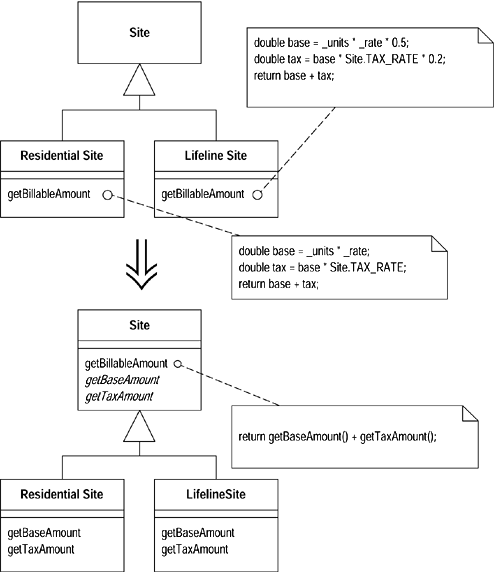 Site
double base = _units * _rate * 0.5;
double tax = base * Site.TAX_RATE * 0.2;
return base + tax;
Residential Site
Lifeline Site
getBillableAmount
getBillableAmount
double base = _units * _rate;
double tax = base * Site.TAX_RATE;
return base + tax;
Site
getBillableAmount
getBaseAmount
getTaxAmount
return getBaseAmount() + getTaxAmount();
Residential Site
LifelineSite
getBaseAmount
getTaxAmount
getBaseAmount
getTaxAmount